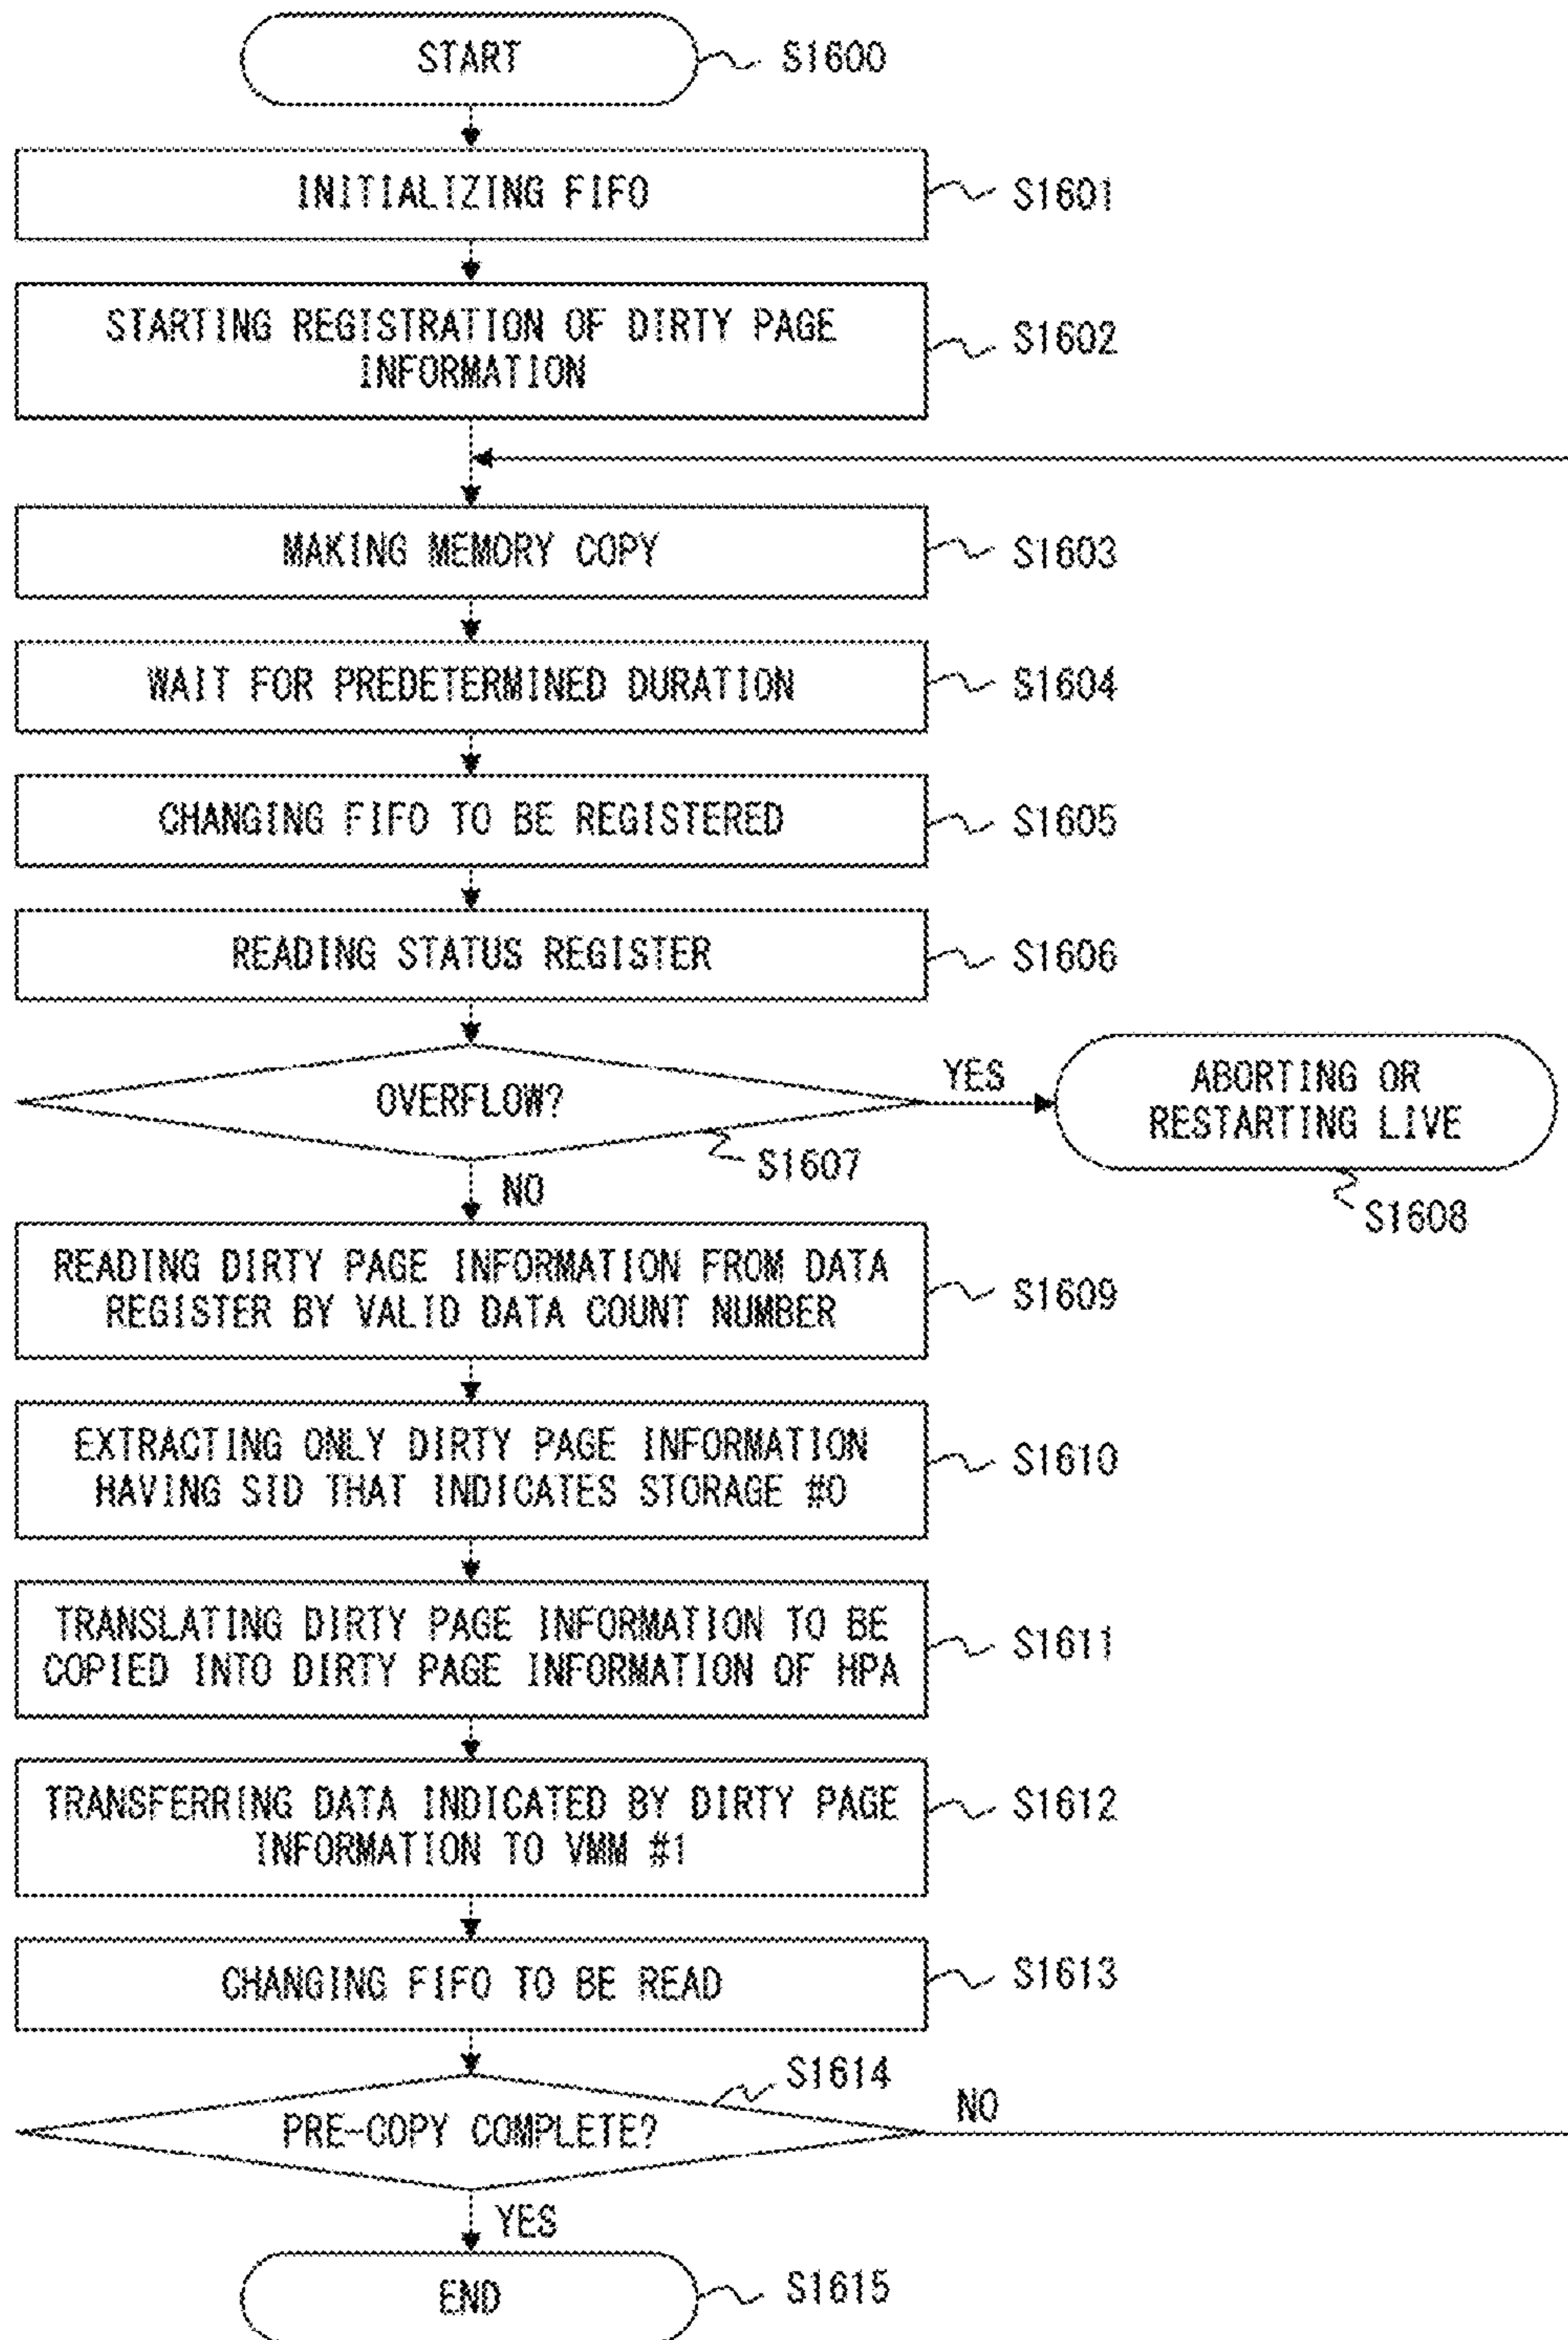 START
S1600
INITIALIZING FIFO
S1601
STARTING REGISTRATION OF DIRTY PAGE
INFORMATION
S1602
MAKING MEMORY COPY
S1603
WAIT FOR PREDETERMINED DURATION
S1604
CHANGING FIFO TO BE REGISTERED
S1605
READING STATUS REGISTER
S1606
OVERFLOW?
S1607
YES
ABORTING OR
RESTARTING LIVE
S1608
NO
READING DIRTY PAGE INFORMATION FROM DATA
REGISTER BY VALID DATA COUNT NUMBER
S1609
EXTRACTING ONLY DIRTY PAGE INFORMATION
HAVING SID THAT INDICATES STORAGE #0
S1610
TRANSLATING DIRTY PAGE INFORMATION TO BE
COPIED INTO DIRTY PAGE INFORMATION OF HPA
S1611
TRANSFERRING DATA INDICATED BY DIRTY PAGE
INFORMATION TO VMM #1
S1612
CHANGING FIFO TO BE READ
S1613
S1614
PRE-COPY COMPLETE?
NO
YES
END
S1615